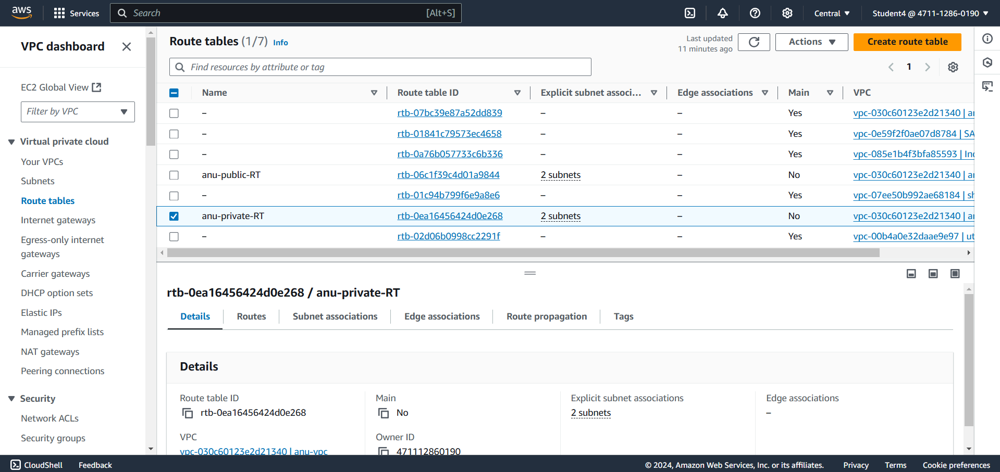 aws
Services
Search
[Alt+S]
Central
Student4 @ 4711-1286-0190
VPC dashboard
EC2 Global View
Filter by VPC
Virtual private cloud
Your VPCs
Subnets
Route tables
Internet gateways
Egress-only internet
gateways
Carrier gateways
DHCP option sets
Elastic IPs
Managed prefix lists
NAT gateways
Peering connections
Security
Network ACLs
Security groups
Route tables (1/7) Info
Last updated
11 minutes ago
Actions
Create route table
Find resources by attribute or tag
1
Name Route table ID Explicit subnet associ... Edge associations Main VPC
– rtb-07bc39e87a52dd839 – – Yes vpc-030c60123e2d21340 | an
– rtb-01841c79573ec4658 – – Yes vpc-0e59f2f0ae07d8784 | SA
– rtb-0a76b057733c6b336 – – Yes vpc-085e1b4f3bfa85593 | Ind
anu-public-RT rtb-06c1f39c4d01a9844 2 subnets – No vpc-030c60123e2d21340 | an
– rtb-01c94b799f6e9a8e6 – – Yes vpc-07ee50b992ae68184 | sh
anu-private-RT rtb-0ea16456424d0e268 2 subnets – No vpc-030c60123e2d21340 | an
– rtb-02d06b0998cc2291f – – Yes vpc-00b4a0e32daae9e97 | ut
rtb-0ea16456424d0e268 / anu-private-RT
Details Routes Subnet associations Edge associations Route propagation Tags
Details
Route table ID
rtb-0ea16456424d0e268
Main
No
Explicit subnet associations
2 subnets
Edge associations
–
VPC
vpc-030c60123e2d21340 | anu-vpc
Owner ID
471112860190
CloudShell Feedback
© 2024, Amazon Web Services, Inc. or its affiliates. Privacy Terms Cookie preferences